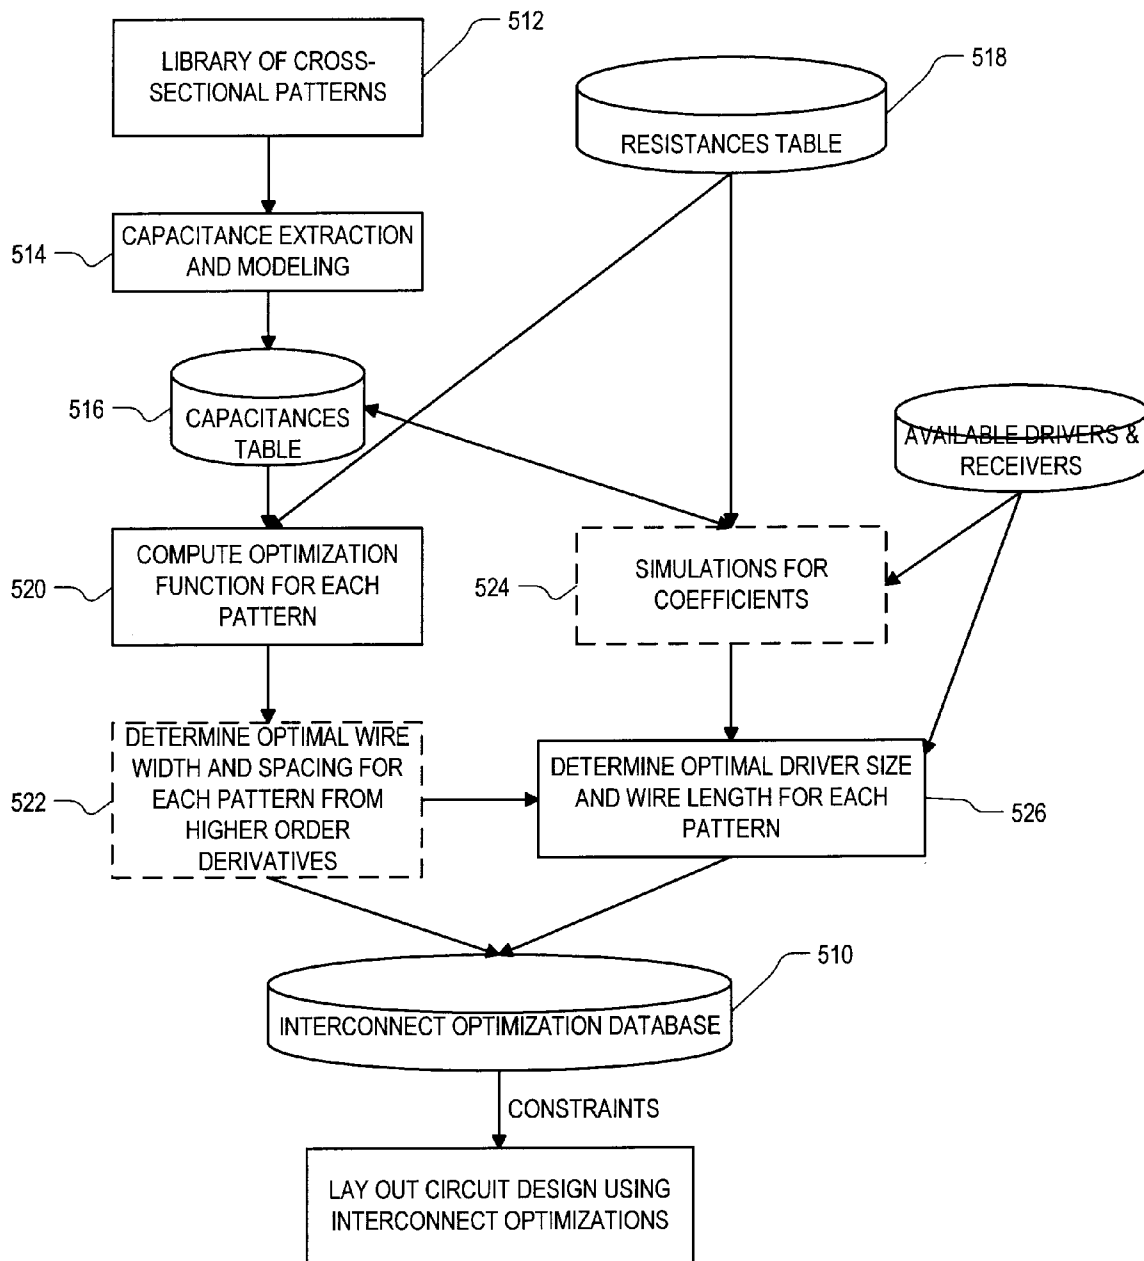 512
LIBRARY OF CROSS-
SECTIONAL PATTERNS
518
RESISTANCES TABLE
514
CAPACITANCE EXTRACTION
AND MODELING
516
CAPACITANCES
TABLE
AVAILABLE DRIVERS &
RECEIVERS
520
COMPUTE OPTIMIZATION
FUNCTION FOR EACH
PATTERN
524
SIMULATIONS FOR
COEFFICIENTS
522
DETERMINE OPTIMAL WIRE
WIDTH AND SPACING FOR
EACH PATTERN FROM
HIGHER ORDER
DERIVATIVES
DETERMINE OPTIMAL DRIVER SIZE
AND WIRE LENGTH FOR EACH
PATTERN
526
510
INTERCONNECT OPTIMIZATION DATABASE
CONSTRAINTS
LAY OUT CIRCUIT DESIGN USING
INTERCONNECT OPTIMIZATIONS